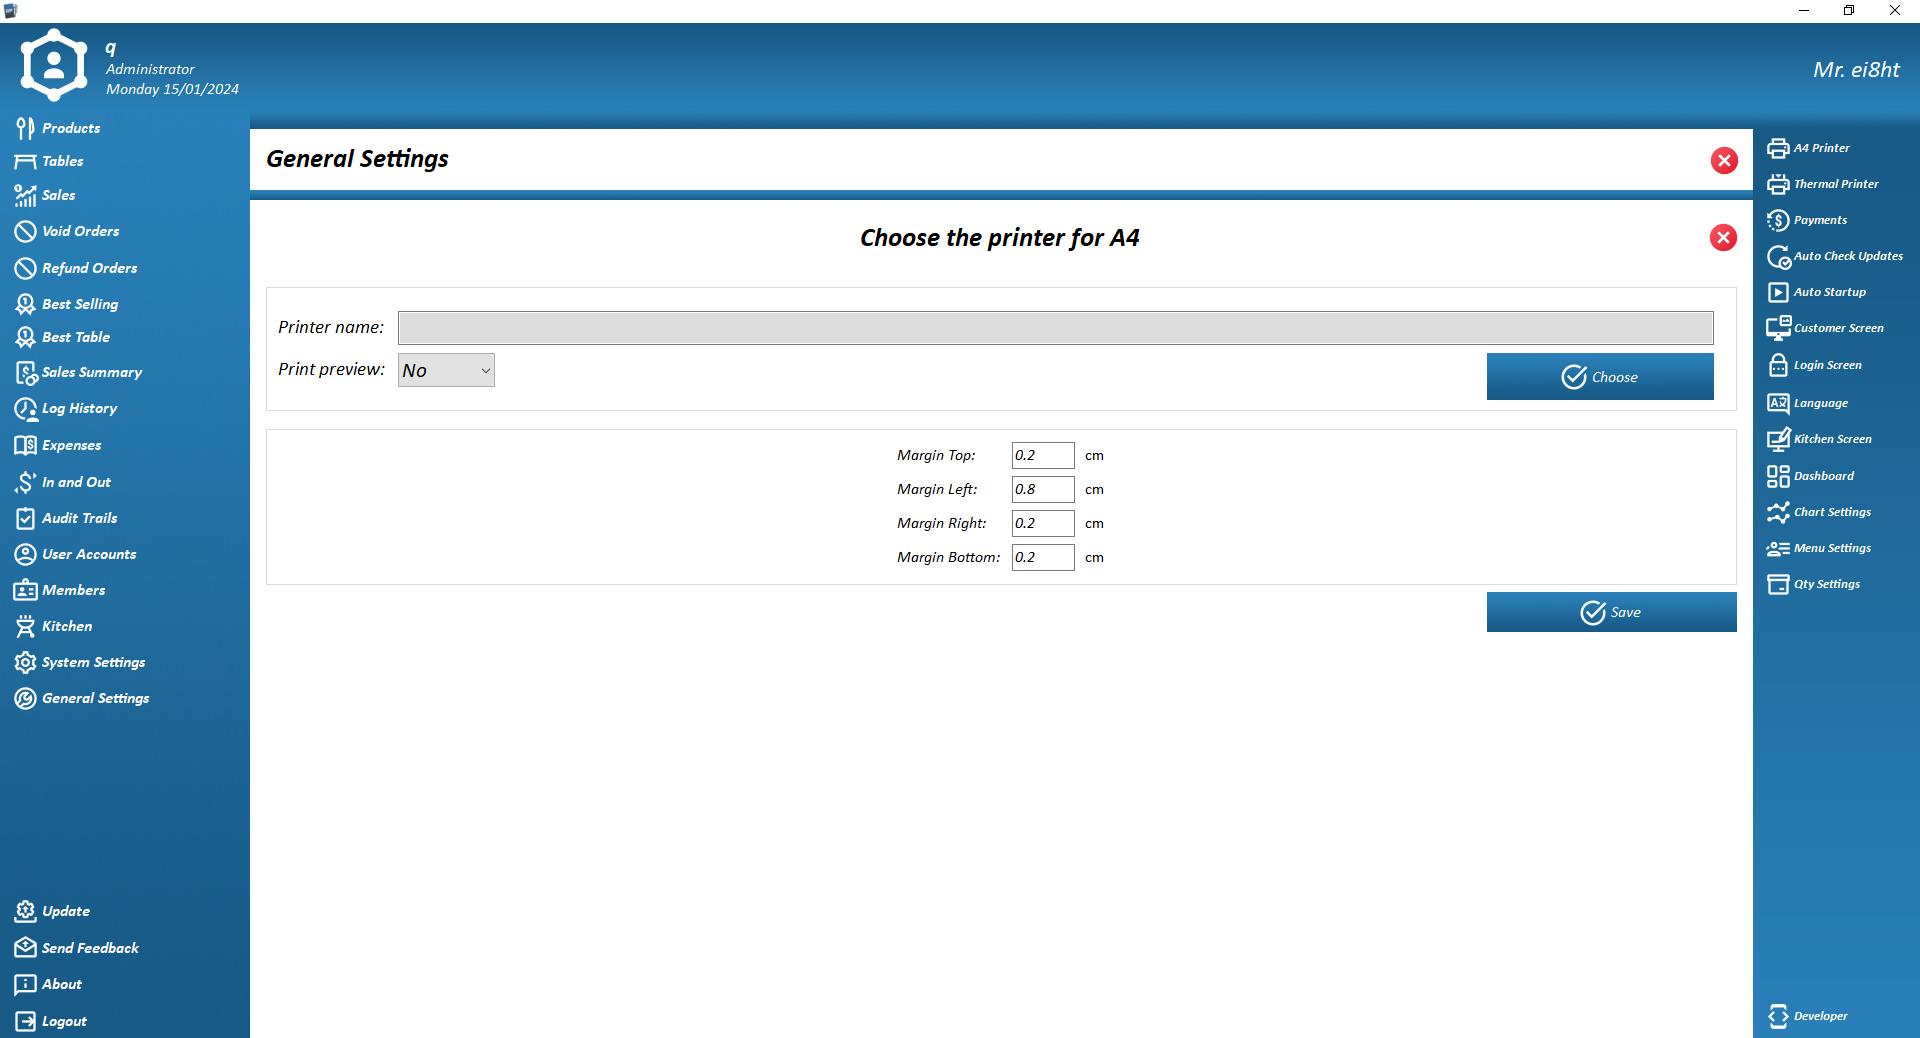 q
Administrator
Monday 15/01/2024
Mr. ei8ht
Products
Tables
Sales
Void Orders
Refund Orders
Best Selling
Best Table
Sales Summary
Log History
Expenses
In and Out
Audit Trails
User Accounts
Members
Kitchen
System Settings
General Settings
Update
Send Feedback
About
Logout
General Settings
Choose the printer for A4
Printer name:
Print preview: No
Choose
Margin Top: 0.2 cm
Margin Left: 0.8 cm
Margin Right: 0.2 cm
Margin Bottom: 0.2 cm
Save
A4 Printer
Thermal Printer
Payments
Auto Check Updates
Auto Startup
Customer Screen
Login Screen
Language
Kitchen Screen
Dashboard
Chart Settings
Menu Settings
Qty Settings
Developer